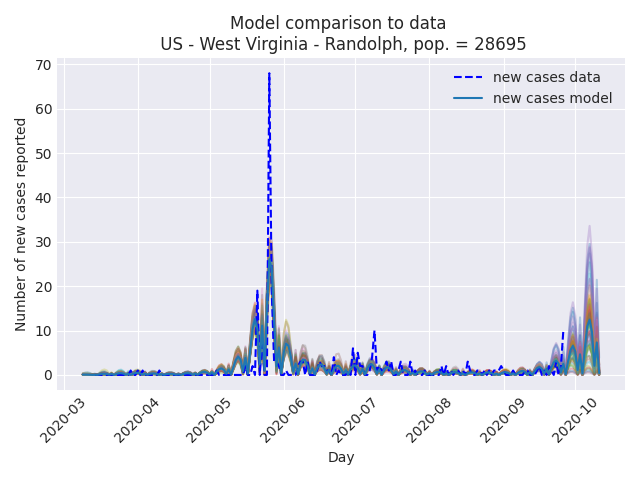 Model comparison to data
US - West Virginia - Randolph, pop. = 28695
new cases data
new cases model
Number of new cases reported
70
60
50
40
30
20
10
0
2020-03
2020-04
2020-05
2020-06
2020-07
2020-08
2020-09
2020-10
Day